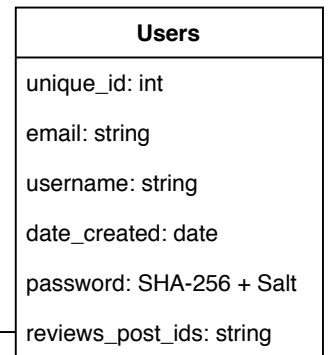 Users
unique_id: int
email: string
username: string
date_created: date
password: SHA-256 + Salt
reviews_post_ids: string